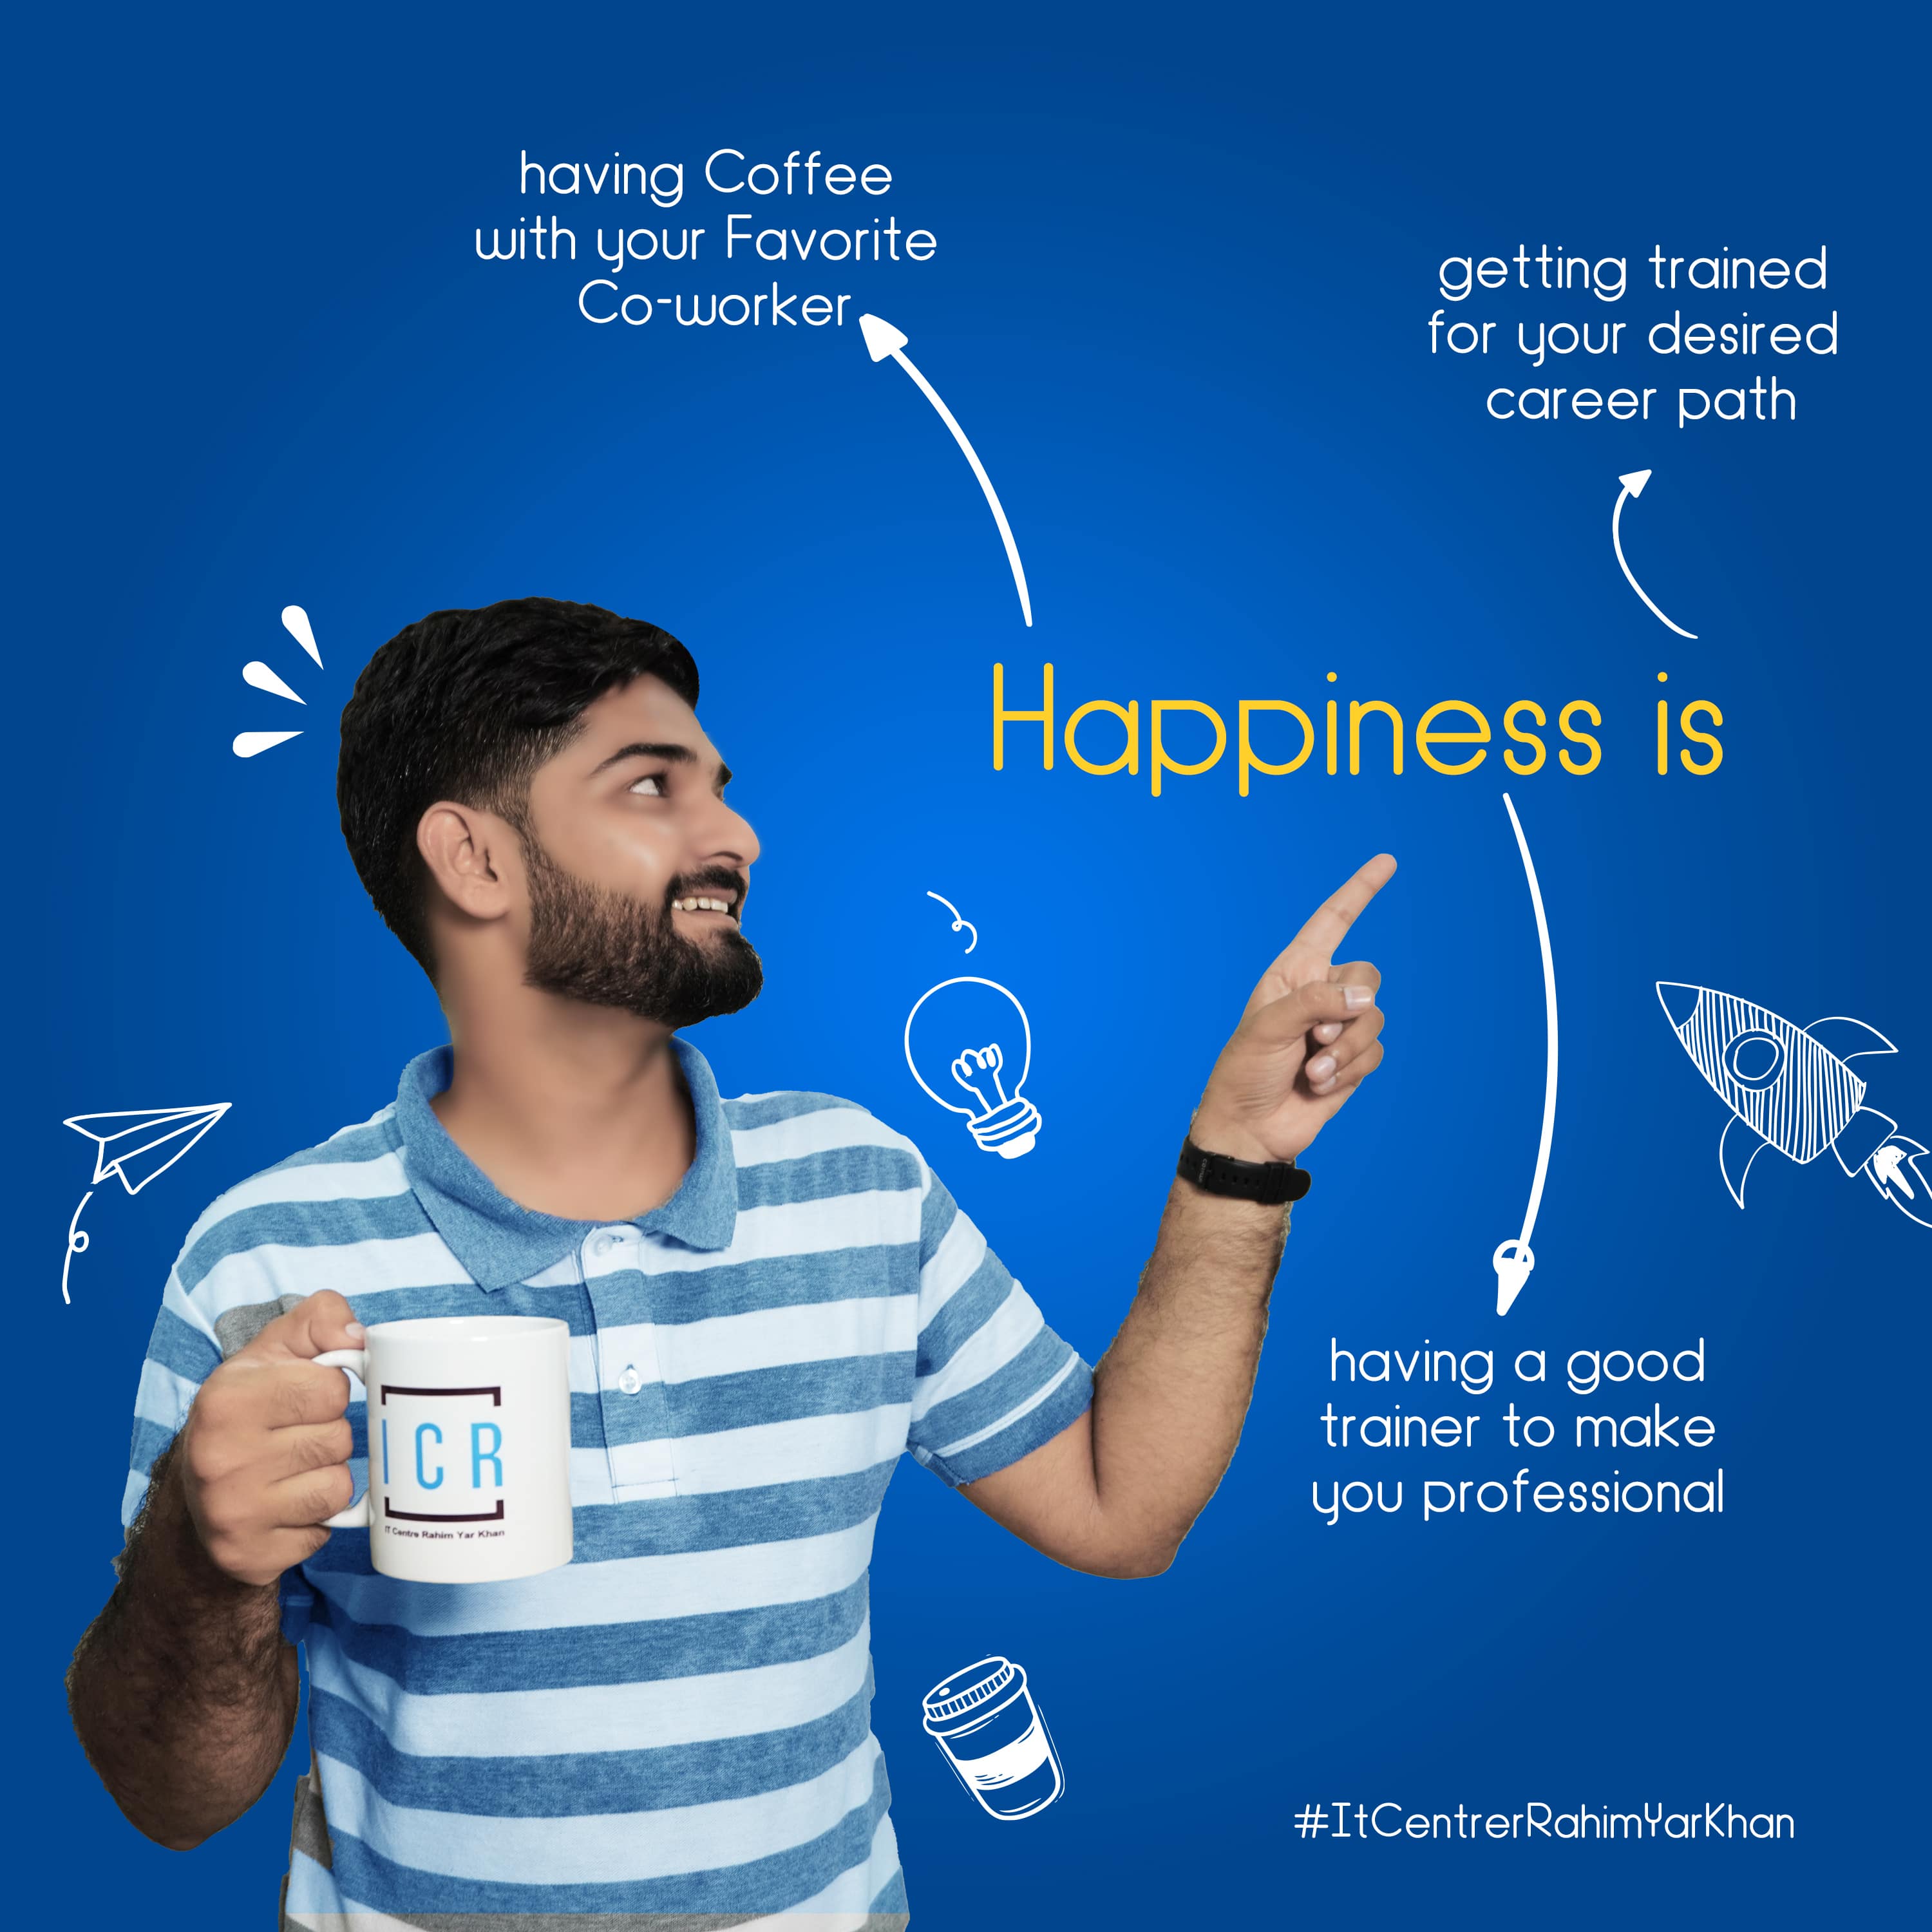 having Coffee
with your Favorite
Co-worker
getting trained
for your desired
career path
Happiness is
having a good
trainer to make
you professional
ICR
IT Centre Rahim Yar Khan
#ItCentrerRahimYarKhan